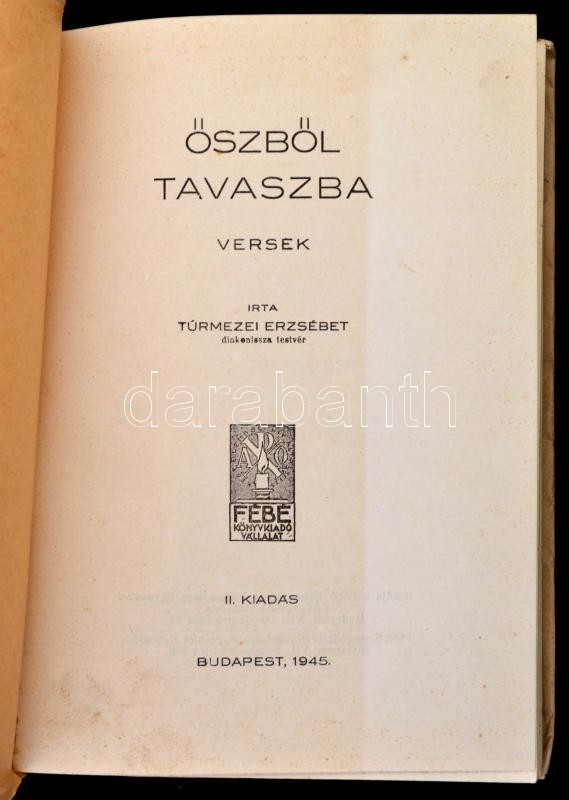 ŐSZBŐL
TAVASZBA
VERSEK
IRTA
TÚRMEZEI ERZSÉBET
diakonissza testvér
darabanth
FÉBÉ
KÖNYVKIADÓ
VÁLLALAT
II. KIADÁS
BUDAPEST, 1945.